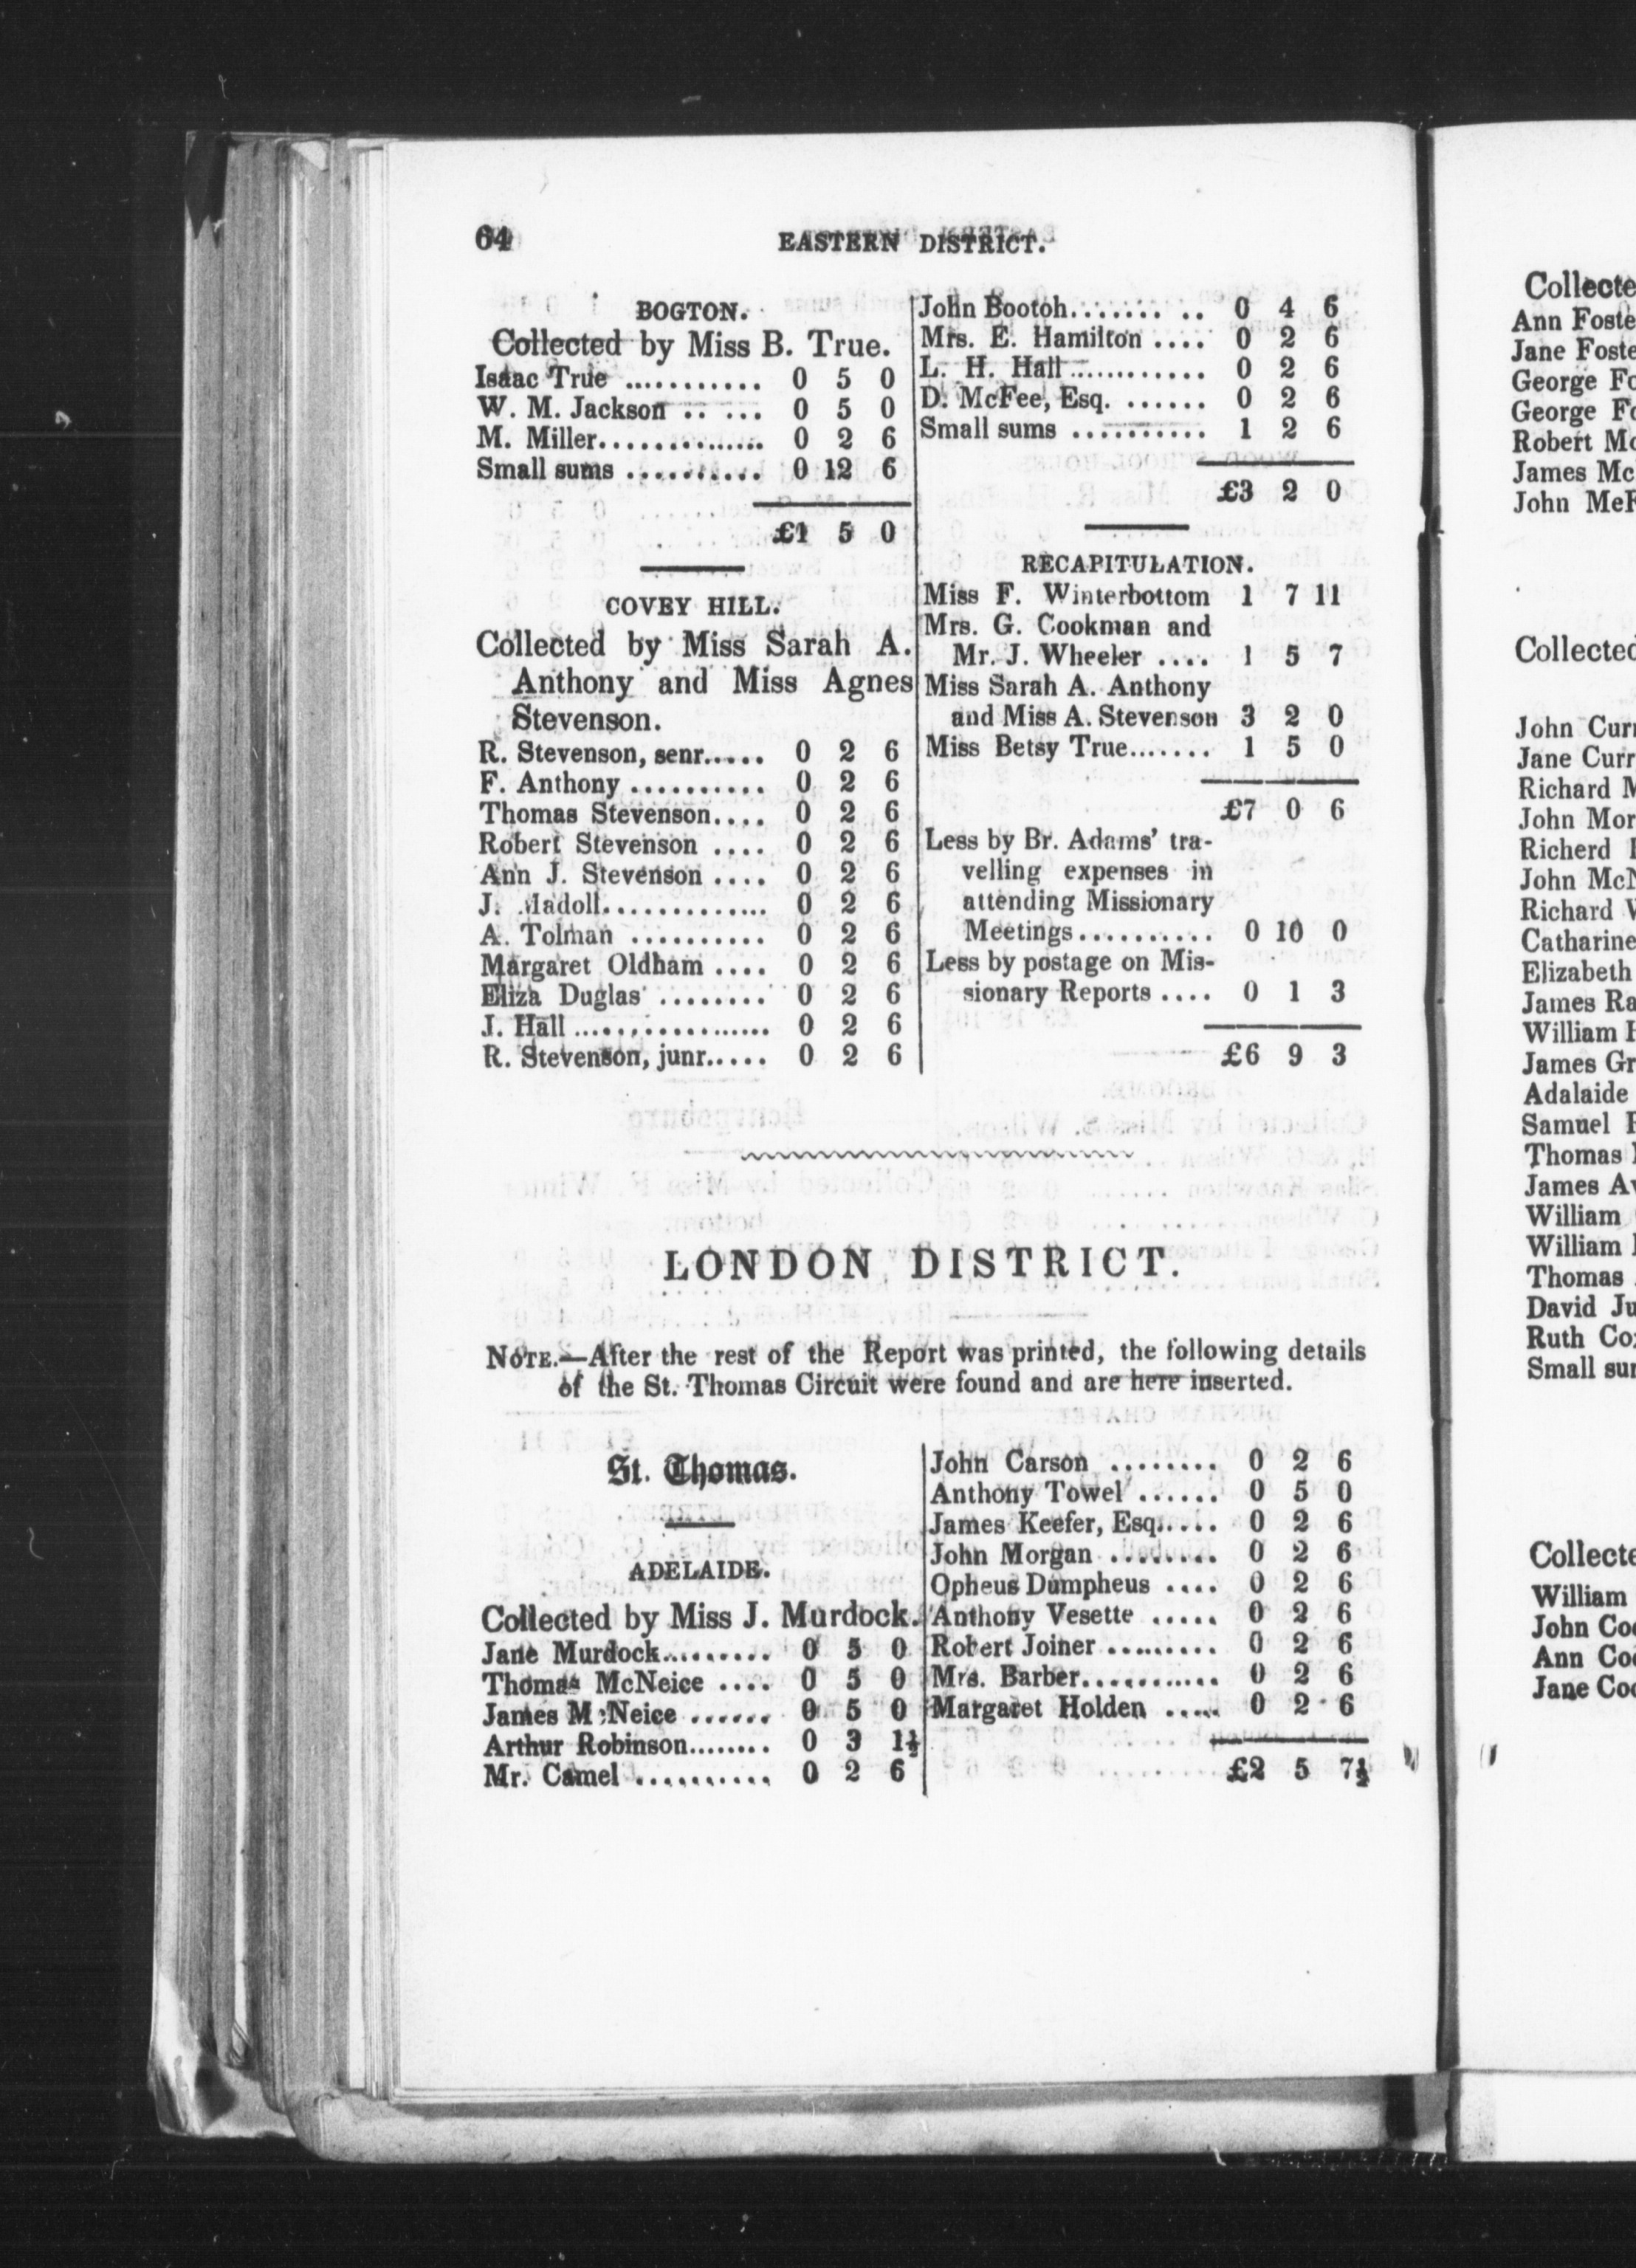 64
EASTERN DISTRICT.
BOGTON.
Collected by Miss B. True.
Isaac True ............ 0 5 0
W. M. Jackson .. ... 0 5 0
M. Miller.............. 0 2 6
Small sums .......... 0 12 6
£1 5 0
COVEY HILL.
Collected by Miss Sarah A.
Anthony and Miss Agnes
Stevenson.
R. Stevenson, senr..... 0 2 6
F. Anthony .......... 0 2 6
Thomas Stevenson.... 0 2 6
Robert Stevenson .... 0 2 6
Ann J. Stevenson .... 0 2 6
J. Madoll............. 0 2 6
A. Tolman .......... 0 2 6
Margaret Oldham .... 0 2 6
Eliza Duglas ........ 0 2 6
J. Hall .................. 0 2 6
R. Stevenson, junr..... 0 2 6
John Bootoh........ .. 0 4 6
Mrs. E. Hamilton .... 0 2 6
L. H. Hall ............ 0 2 6
D. McFee, Esq. ...... 0 2 6
Small sums .......... 1 2 6
£3 2 0
RECAPITULATION.
Miss F. Winterbottom 1 7 11
Mrs. G. Cookman and
Mr. J. Wheeler .... 1 5 7
Miss Sarah A. Anthony
and Miss A. Stevenson 3 2 0
Miss Betsy True....... 1 5 0
£7 0 6
Less by Br. Adams' tra-
velling expenses in
attending Missionary
Meetings.......... 0 10 0
Less by postage on Mis-
sionary Reports .... 0 1 3
£6 9 3
LONDON DISTRICT.
NOTE.—After the rest of the Report was printed, the following details
of the St. Thomas Circuit were found and are here inserted.
St. Thomas.
ADELAIDE.
Collected by Miss J. Murdock.
Jane Murdock.......... 0 5 0
Thomas McNeice .... 0 5 0
James McNeice ...... 0 5 0
Arthur Robinson........ 0 3 1½
Mr. Camel .......... 0 2 6
John Carson ........ 0 2 6
Anthony Towel ...... 0 5 0
James Keefer, Esq..... 0 2 6
John Morgan ........ 0 2 6
Opheus Dumpheus .... 0 2 6
Anthony Vesette ..... 0 2 6
Robert Joiner ......... 0 2 6
Mrs. Barber........... 0 2 6
Margaret Holden ..... 0 2 6
£2 5 7½
Collecte
Ann Foste
Jane Foste
George Fo
George Fo
Robert Mc
James Mc
John McF
Collected
John Curr
Jane Curr
Richard M
John Mor
Richerd
John McN
Richard W
Catharine
Elizabeth
James Ra
William H
James Gr
Adalaide
Samuel
Thomas
James Av
William
William
Thomas
David Ju
Ruth Co
Small sum
Collecte
William
John Coo
Ann Coo
Jane Coo